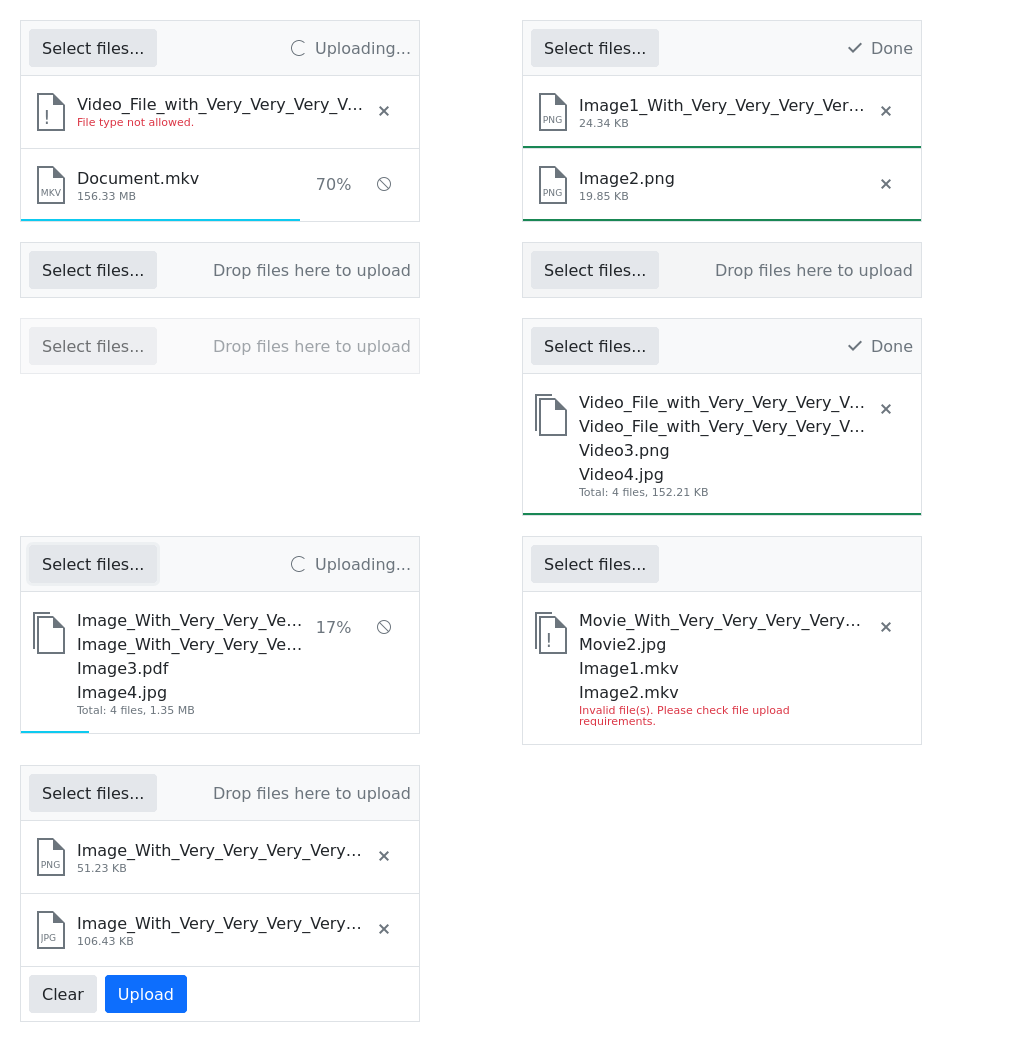 Select files...
Uploading...
Video_File_with_Very_Very_Very_V...
File type not allowed.
Document.mkv
156.33 MB
MKV
70%
Select files...
Done
Image1_With_Very_Very_Very_Ver...
24.34 KB
PNG
Image2.png
19.85 KB
PNG
Select files...
Drop files here to upload
Select files...
Drop files here to upload
Select files...
Drop files here to upload
Select files...
Done
Video_File_with_Very_Very_Very_V...
Video_File_with_Very_Very_Very_V...
Video3.png
Video4.jpg
Total: 4 files, 152.21 KB
Select files...
Uploading...
Image_With_Very_Very_Ve...
17%
Image_With_Very_Very_Ve...
Image3.pdf
Image4.jpg
Total: 4 files, 1.35 MB
Select files...
Movie_With_Very_Very_Very_Very...
Movie2.jpg
Image1.mkv
Image2.mkv
Invalid file(s). Please check file upload
requirements.
Select files...
Drop files here to upload
Image_With_Very_Very_Very_Very...
PNG
51.23 KB
Image_With_Very_Very_Very_Very...
JPG
106.43 KB
Clear
Upload